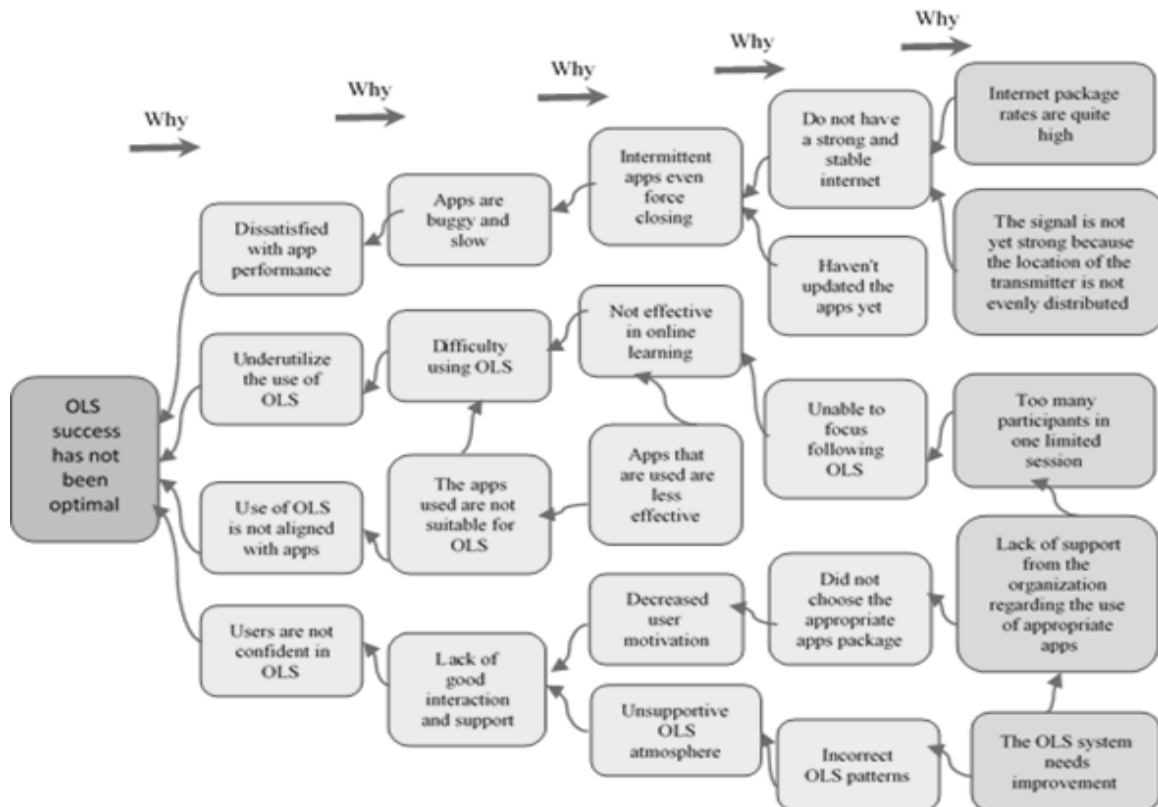 Why
Why
Why
Why
Why
OLS
success
has not
been
optimal
Dissatisfied
with app
performance
Underutilize
the use of
OLS
Use of OLS
is not aligned
with apps
Users are not
confident in
OLS
Apps are
buggy and
slow
Difficulty
using OLS
The apps
used are not
suitable for
OLS
Lack of
good
interaction
and support
Intermittent
apps even
force
closing
Not effective
in online
learning
Apps that
are used are
less
effective
Decreased
user
motivation
Unsupportive
OLS
atmosphere
Do not have
a strong and
stable
internet
Haven't
updated the
apps yet
Unable to
focus
following
OLS
Did not
choose the
appropriate
apps package
Incorrect
OLS patterns
Internet package
rates are quite
high
The signal is not
yet strong because
the location of the
transmitter is not
evenly distributed
Too many
participants in
one limited
session
Lack of support
from the
organization
regarding the use
of appropriate
apps
The OLS system
needs
improvement